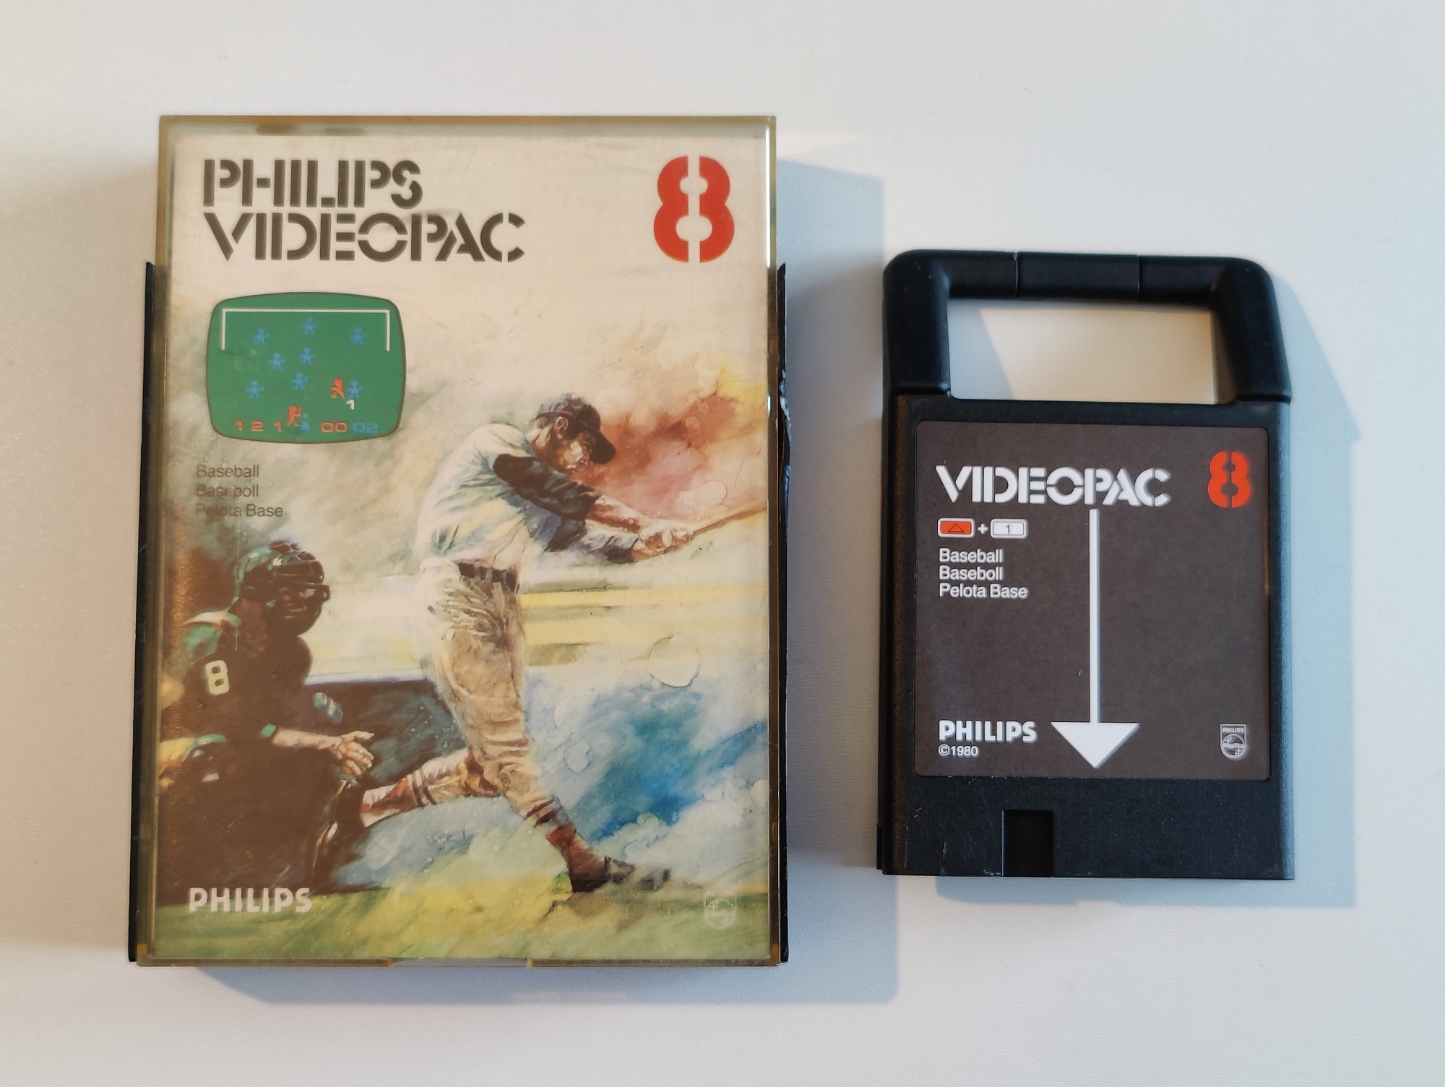 PHILIPS
VIDEOPAC
8
1
1 2 1 00 02
Baseball
Baseboll
Pelota Base
8
PHILIPS
VIDEOPAC 8
+ 1
Baseball
Baseboll
Pelota Base
PHILIPS
©1980
PHILIPS